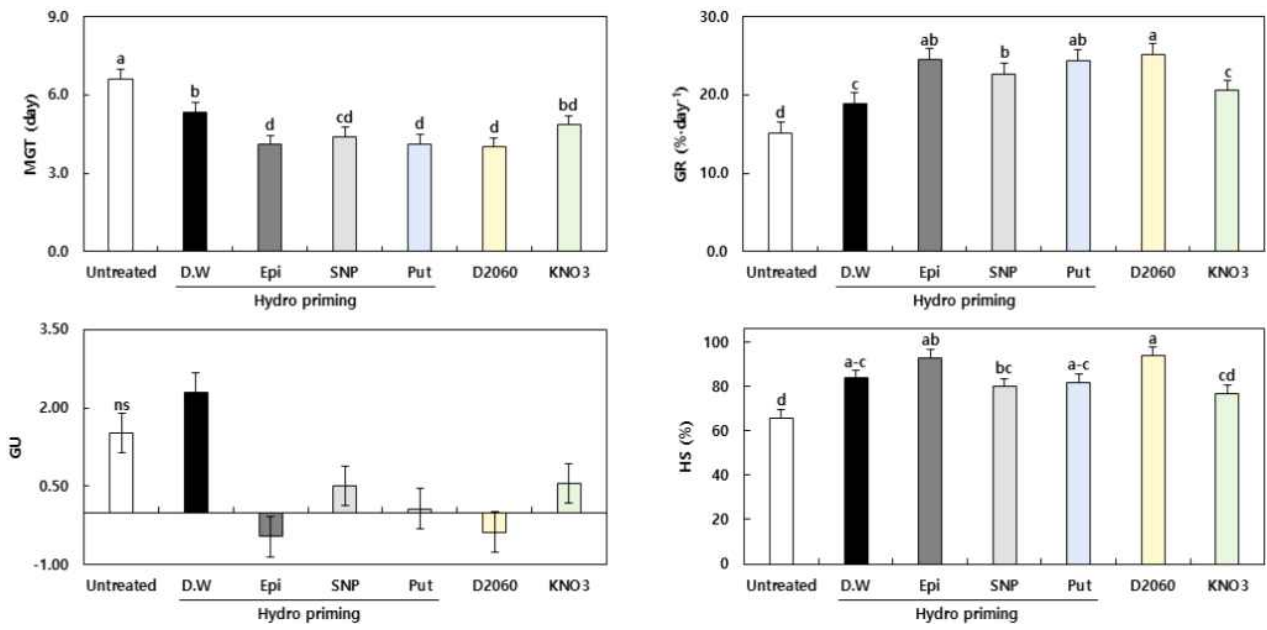 9.0
6.0
3.0
0.0
MGT (day)
a
b
d
cd
d
d
bd
Untreated D.W Epi SNP Put D2060 KNO3
Hydro priming
30.0
20.0
10.0
0.0
GR (%·day⁻¹)
d
c
ab
b
ab
a
c
Untreated D.W Epi SNP Put D2060 KNO3
Hydro priming
3.50
2.00
0.50
-1.00
GU
ns
Untreated D.W Epi SNP Put D2060 KNO3
Hydro priming
100
80
60
40
20
0
HS (%)
d
a-c
ab
bc
a-c
a
cd
Untreated D.W Epi SNP Put D2060 KNO3
Hydro priming